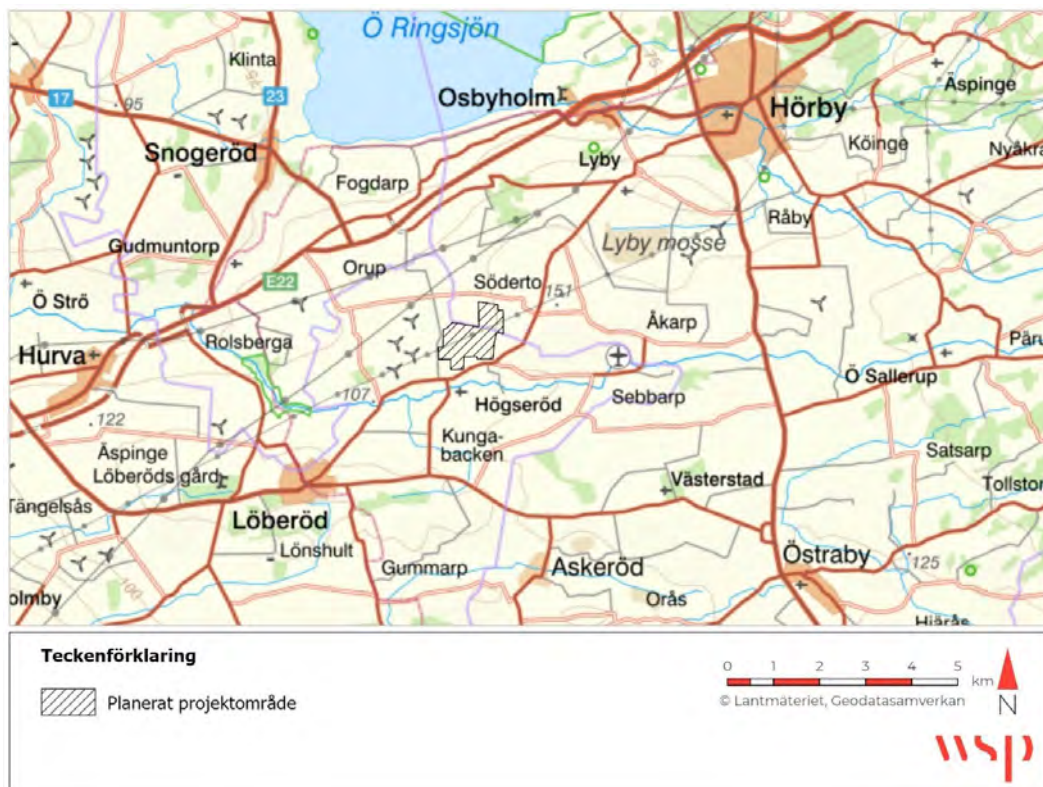 Ö Ringsjön
Klinta
75
Äspinge
17
95
23
76
Osbyholm
Hörby
Snogeröd
Köinge
Lyby
Fogdarp
Råby
Gudmuntorp
Lyby mosse
Orup
E22
Söderto
151
Ö Strö
Åkarp
Rolsberga
Hurva
Ö Sallerup
107
Högseröd
Sebbarp
122
Kunga-
backen
Äspinge
Löberöds gård
Satsarp
Västerstad
Tängelsås
Löberöd
Lönshult
Östraby
125
Askeröd
Gummarp
100
Orås
Teckenförklaring
Planerat projektområde
0 1 2 3 4 5
km
© Lantmäteriet, Geodatasamverkan
N
wsp